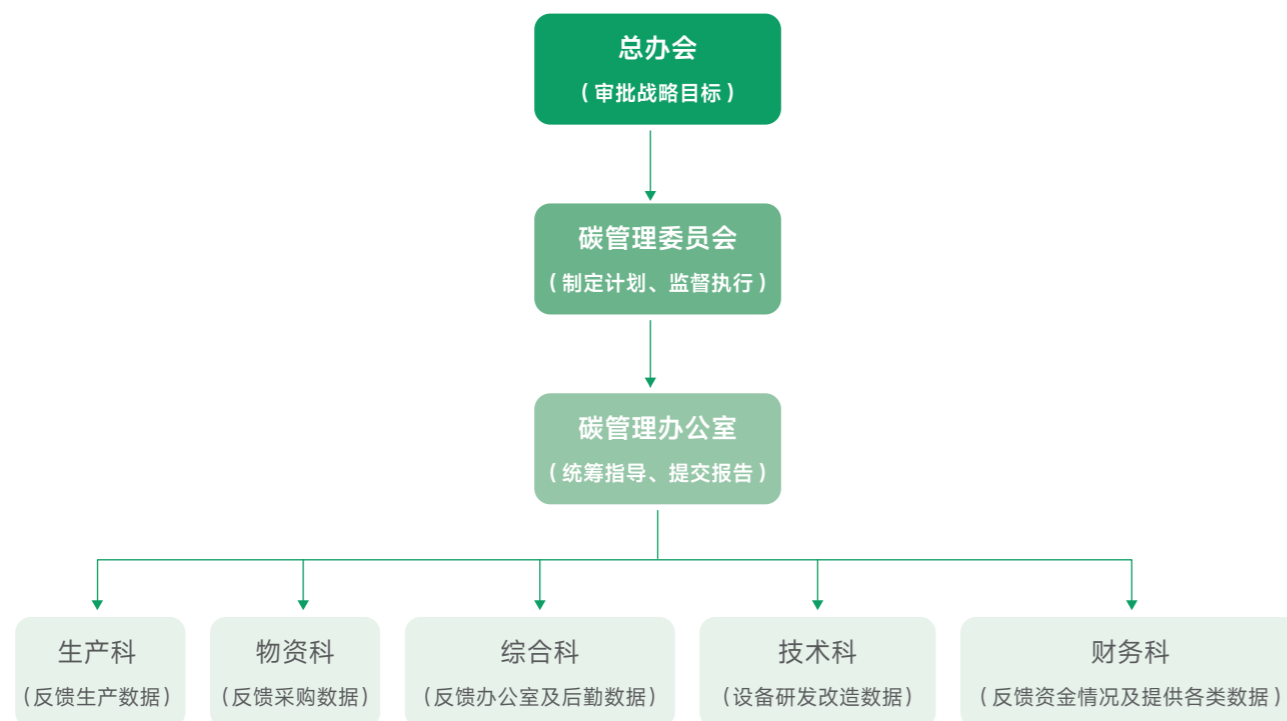 总办会
（审批战略目标）
碳管理委员会
（制定计划、监督执行）
碳管理办公室
（统筹指导、提交报告）
生产科
（反馈生产数据）
物资科
（反馈采购数据）
综合科
（反馈办公室及后勤数据）
技术科
（设备研发改造数据）
财务科
（反馈资金情况及提供各类数据）